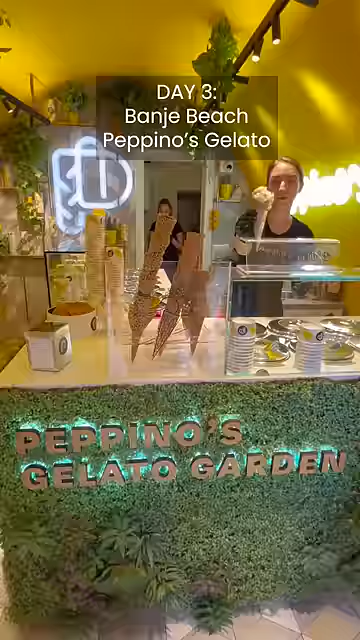 DAY 3:
Banje Beach
Peppino's Gelato
PEPPINO'S
GELATO GARDEN